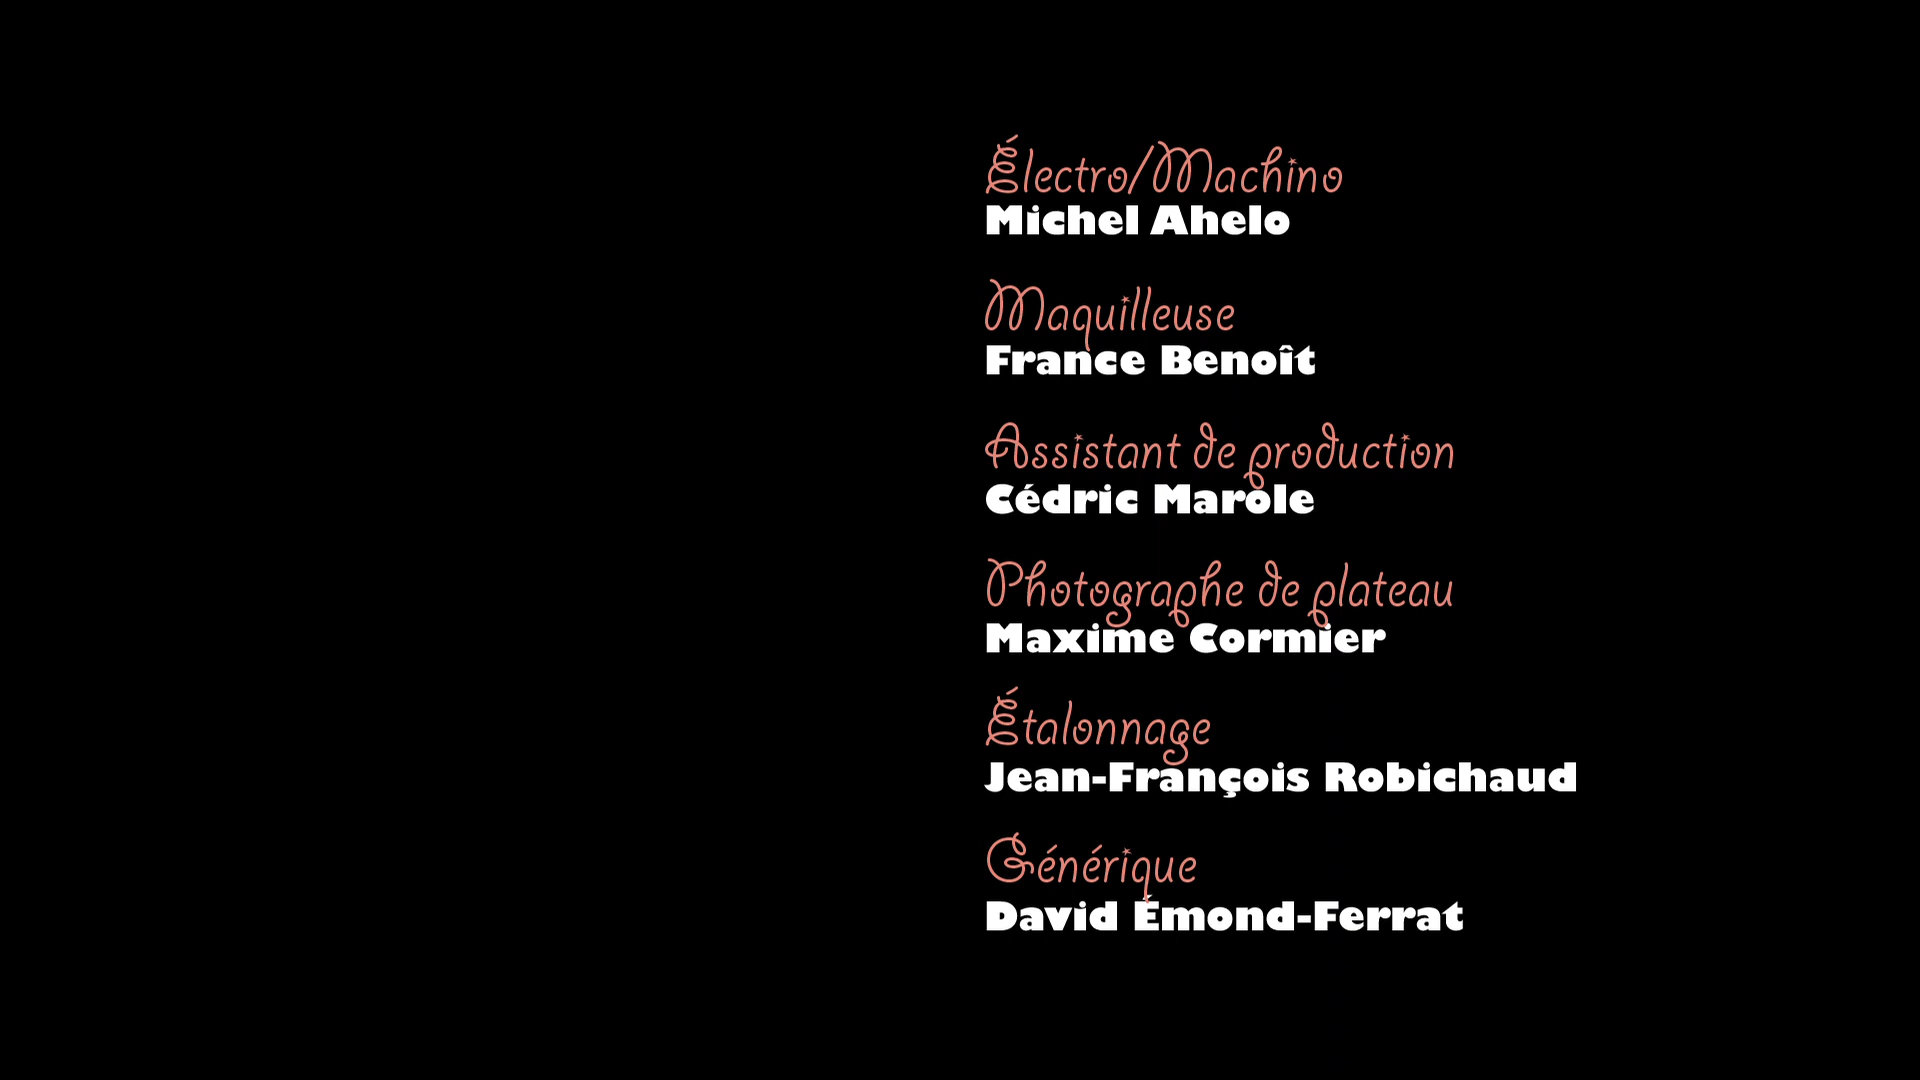 Électro/Machino
Michel Ahelo
Maquilleuse
France Benoît
Assistant de production
Cédric Marole
Photographe de plateau
Maxime Cormier
Étalonnage
Jean-François Robichaud
Générique
David Émond-Ferrat